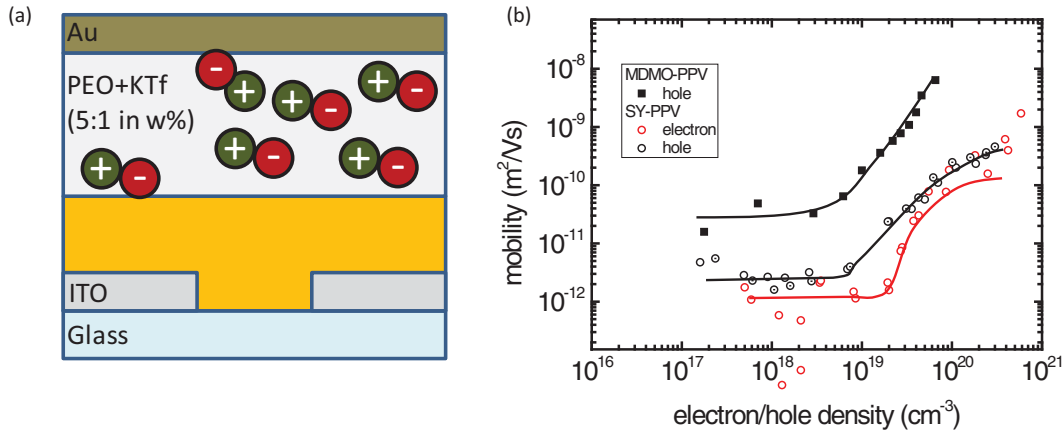 (a)
Au
PEO+KTf
(5:1 in w%)
+ -
+ -
+ -
+ -
+ -
+ -
ITO
Glass
(b)
mobility (m²/Vs)
10⁻⁸
10⁻⁹
10⁻¹⁰
10⁻¹¹
10⁻¹²
MDMO-PPV
hole
SY-PPV
electron
hole
10¹⁶ 10¹⁷ 10¹⁸ 10¹⁹ 10²⁰ 10²¹
electron/hole density (cm⁻³)